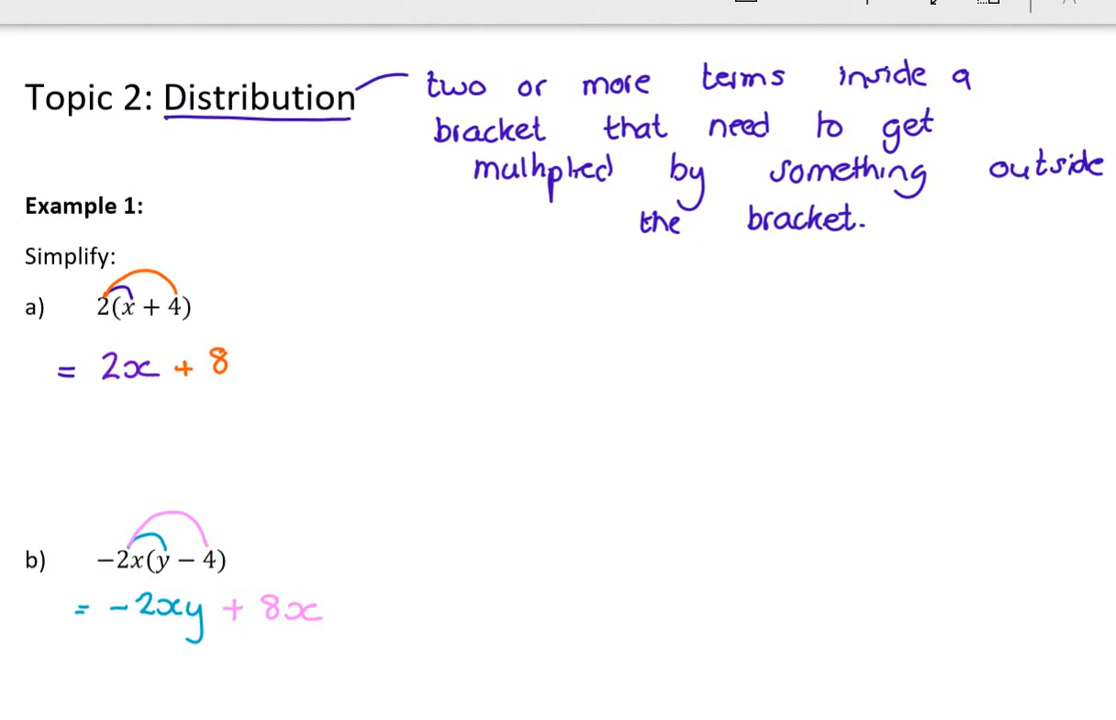 Topic 2: Distribution two or more terms inside a
bracket that need to get
multiplied by something outside
the bracket.
Example 1:
Simplify:
a) 2(x + 4)
= 2x + 8
b) −2x(y − 4)
= -2xy + 8x